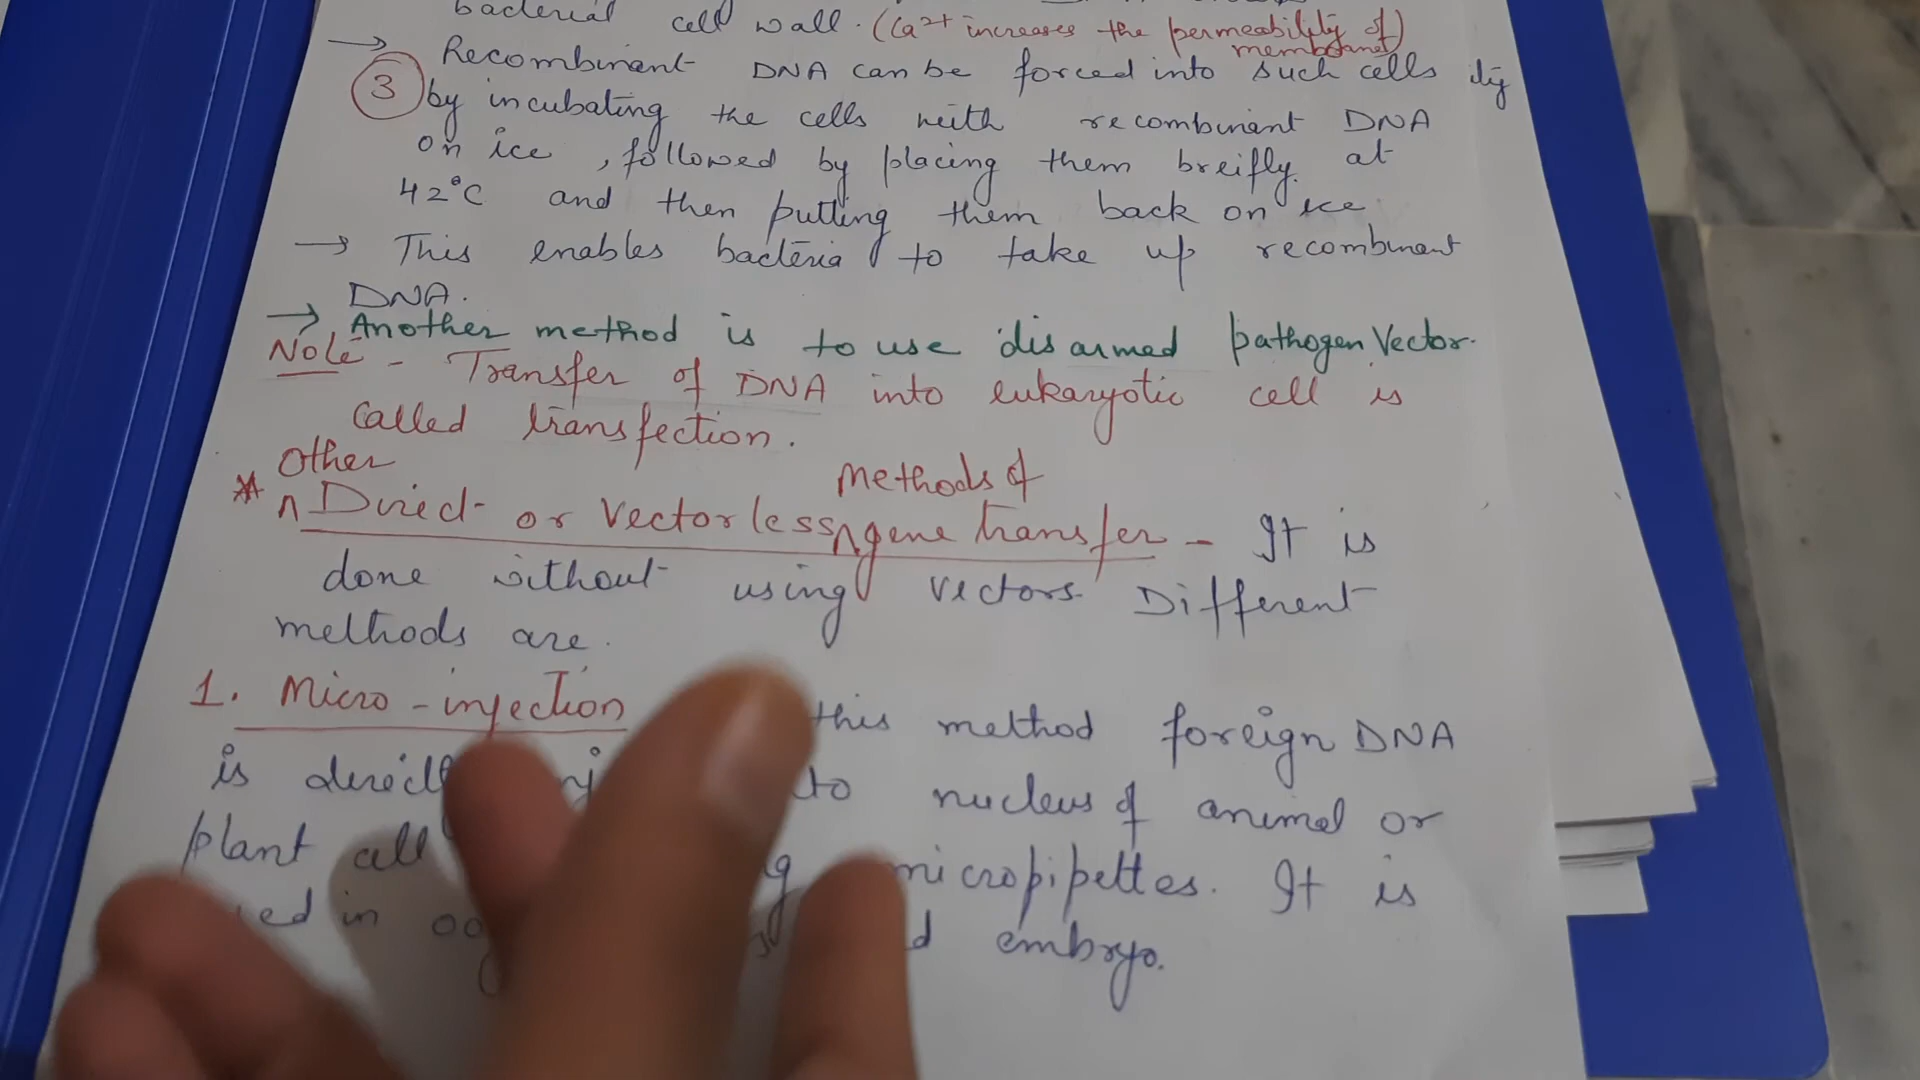 bacterial cell wall. (Ca2+ increases the permeability of)
membrane)
→ Recombinant DNA can be forced into such cells
③ by incubating the cells with recombinant DNA
on ice, followed by placing them breifly at
42°C and then putting them back on ice
→ This enables bacteria to take up recombinant
DNA.
→ Another method is to use disarmed pathogen Vector.
Note - Transfer of DNA into eukaryotic cell is
called transfection.
Other
methods of
* ∧ Direct or Vectorless ∧ gene transfer - It is
done without using vectors. Different
methods are.
1. Micro-injection this method foreign DNA
is to nucleus of animal or
plant micropipettes. It is
in embryo.